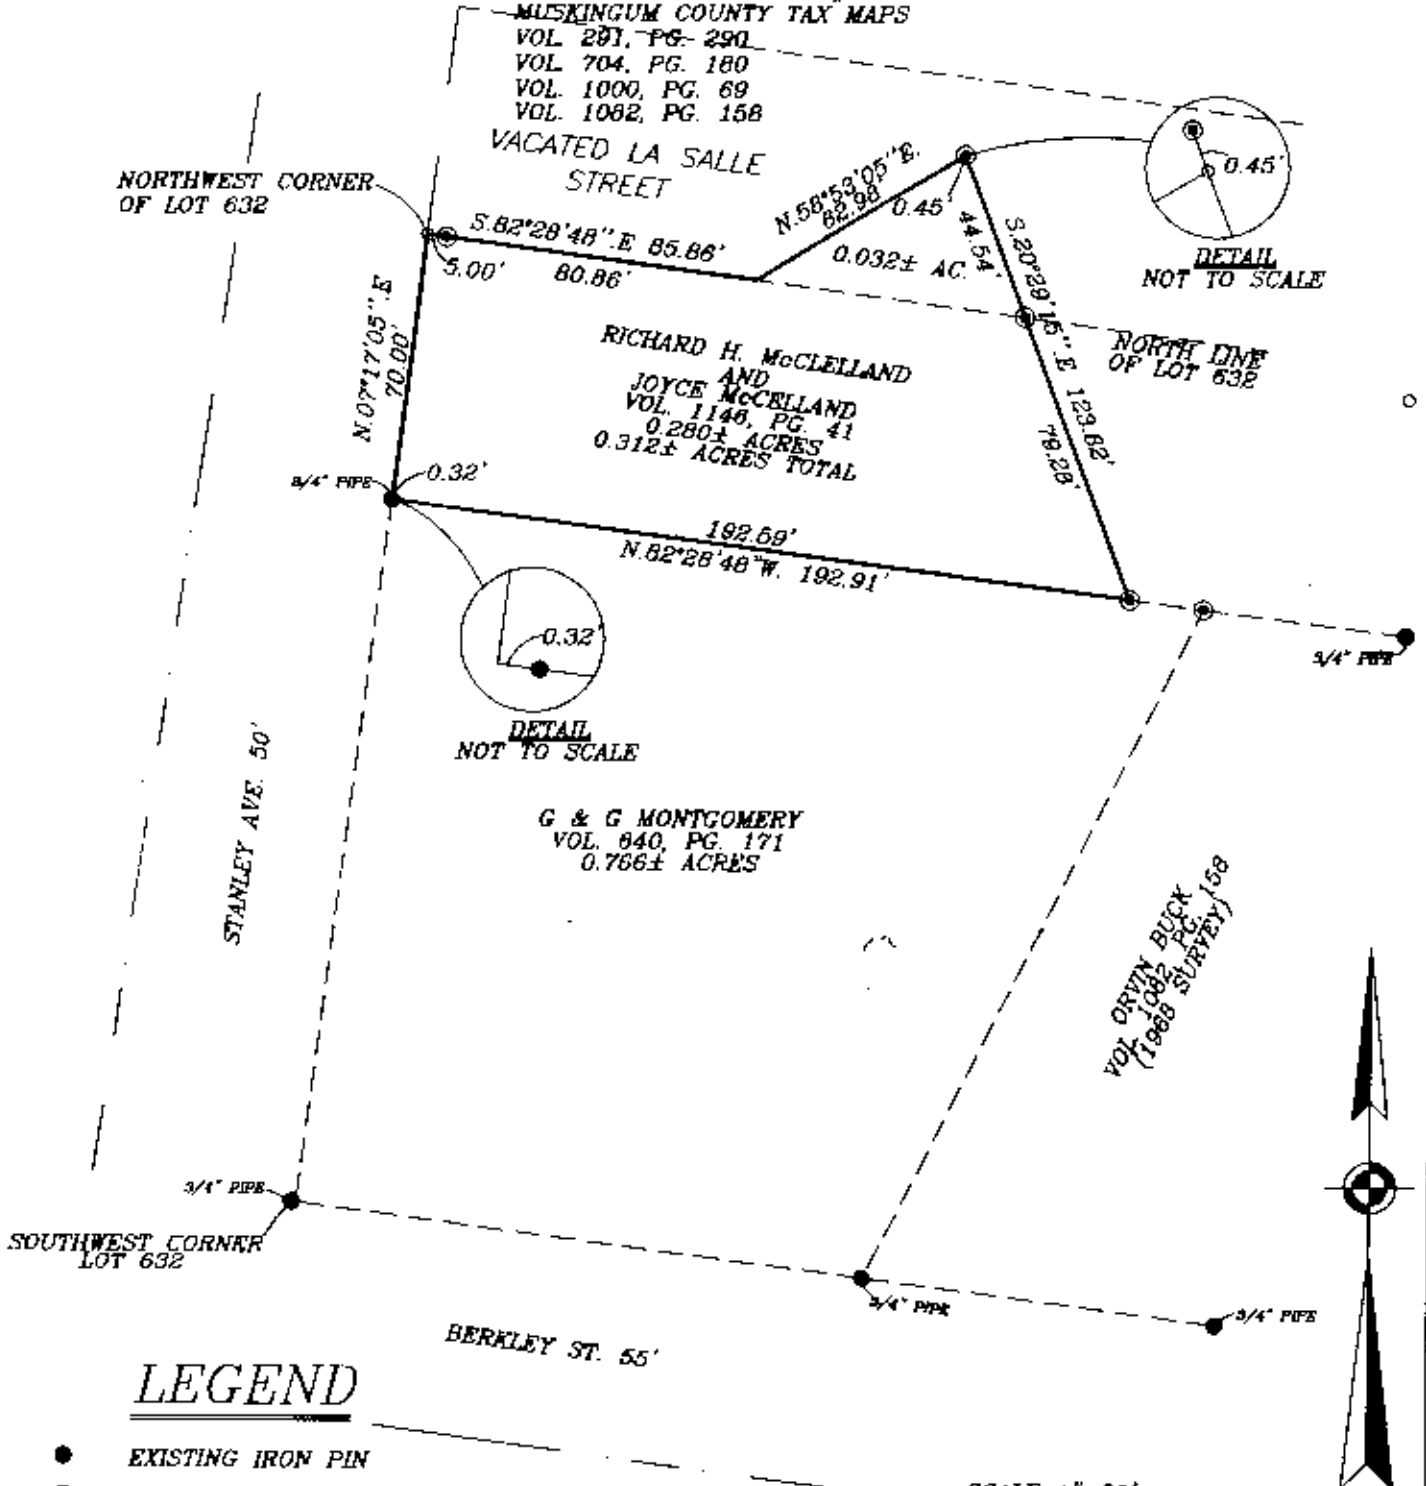 MUSKINGUM COUNTY TAX MAPS
VOL. 291, PG. 290
VOL. 704, PG. 180
VOL. 1000, PG. 69
VOL. 1082, PG. 158
VACATED LA SALLE
STREET
NORTHWEST CORNER
OF LOT 632
S.82°28'48".E 85.86'
80.86'
5.00'
N.58°53'05"E.
62.98'
0.45'
0.45'
DETAIL
NOT TO SCALE
44.54'
0.032± AC.
S.20°29'15".E 123.82'
79.28'
NORTH LINE
OF LOT 632
N.07°17'05".E
70.00'
RICHARD H. McCLELLAND
AND
JOYCE McCELLAND
VOL. 1146, PG. 41
0.280± ACRES
0.312± ACRES TOTAL
3/4" PIPE
0.32'
192.59'
N.82°28'48"W. 192.91'
0.32'
DETAIL
NOT TO SCALE
3/4" PIPE
STANLEY AVE. 50'
G & G MONTGOMERY
VOL. 640, PG. 171
0.766± ACRES
ORVIN BUCK
VOL. 1082, PG. 158
(1968 SURVEY)
3/4" PIPE
SOUTHWEST CORNER
LOT 632
3/4" PIPE
3/4" PIPE
BERKLEY ST. 55'
LEGEND
EXISTING IRON PIN